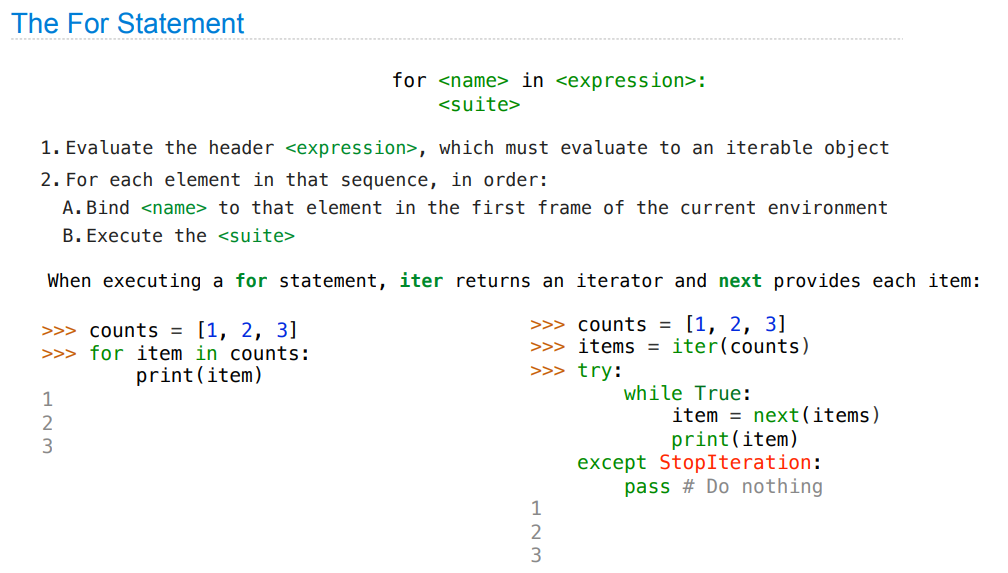 The For Statement
for <name> in <expression>:
    <suite>
1. Evaluate the header <expression>, which must evaluate to an iterable object
2. For each element in that sequence, in order:
A. Bind <name> to that element in the first frame of the current environment
B. Execute the <suite>
When executing a for statement, iter returns an iterator and next provides each item:
>>> counts = [1, 2, 3]
>>> for item in counts:
        print(item)
1
2
3
>>> counts = [1, 2, 3]
>>> items = iter(counts)
>>> try:
        while True:
            item = next(items)
            print(item)
    except StopIteration:
        pass # Do nothing
1
2
3